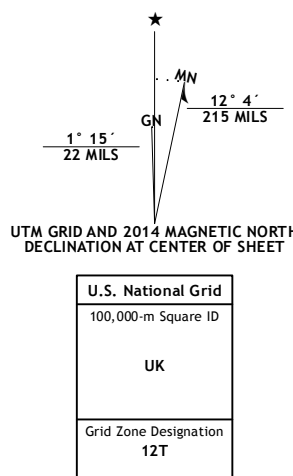 MN
GN
12° 4´
215 MILS
1° 15´
22 MILS
UTM GRID AND 2014 MAGNETIC NORTH
DECLINATION AT CENTER OF SHEET
U.S. National Grid
100,000-m Square ID
UK
Grid Zone Designation
12T